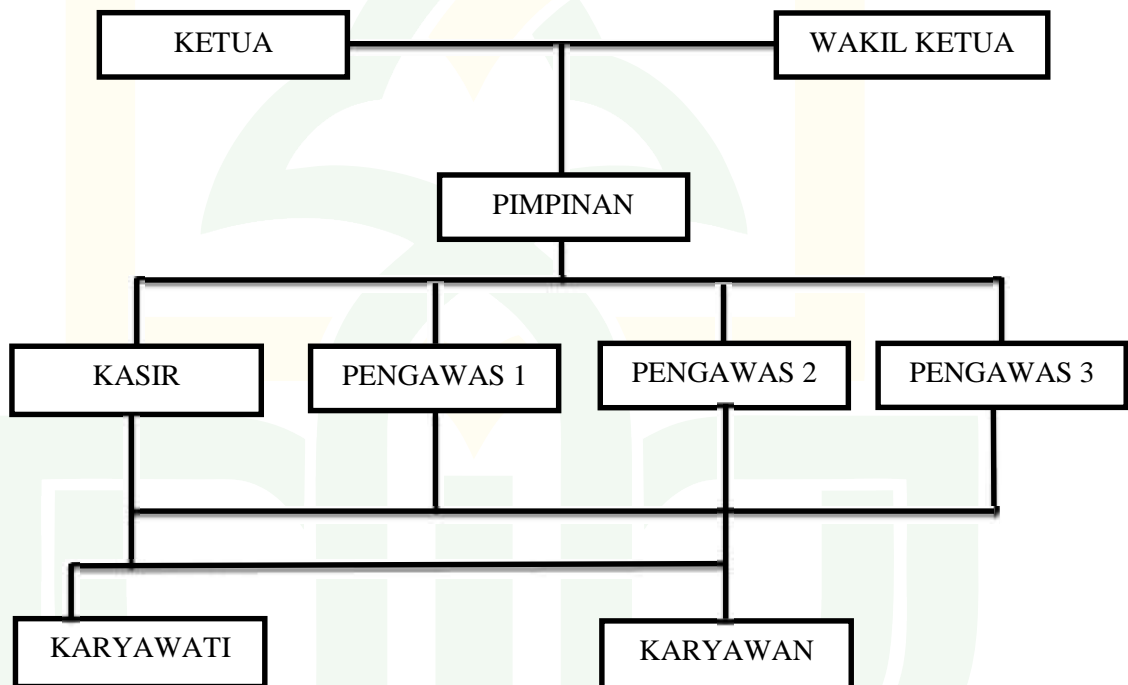 KETUA
WAKIL KETUA
PIMPINAN
KASIR
PENGAWAS 1
PENGAWAS 2
PENGAWAS 3
KARYAWATI
KARYAWAN